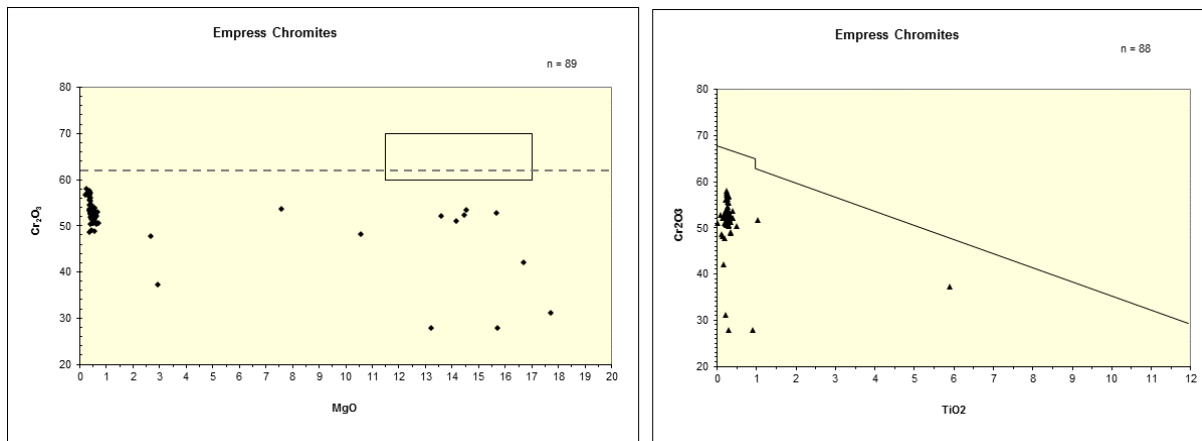 Empress Chromites
n = 89
80
70
60
50
40
30
20
Cr₂O₃
0 1 2 3 4 5 6 7 8 9 10 11 12 13 14 15 16 17 18 19 20
MgO
Empress Chromites
n = 88
80
70
60
50
40
30
20
Cr2O3
0 1 2 3 4 5 6 7 8 9 10 11 12
TiO2